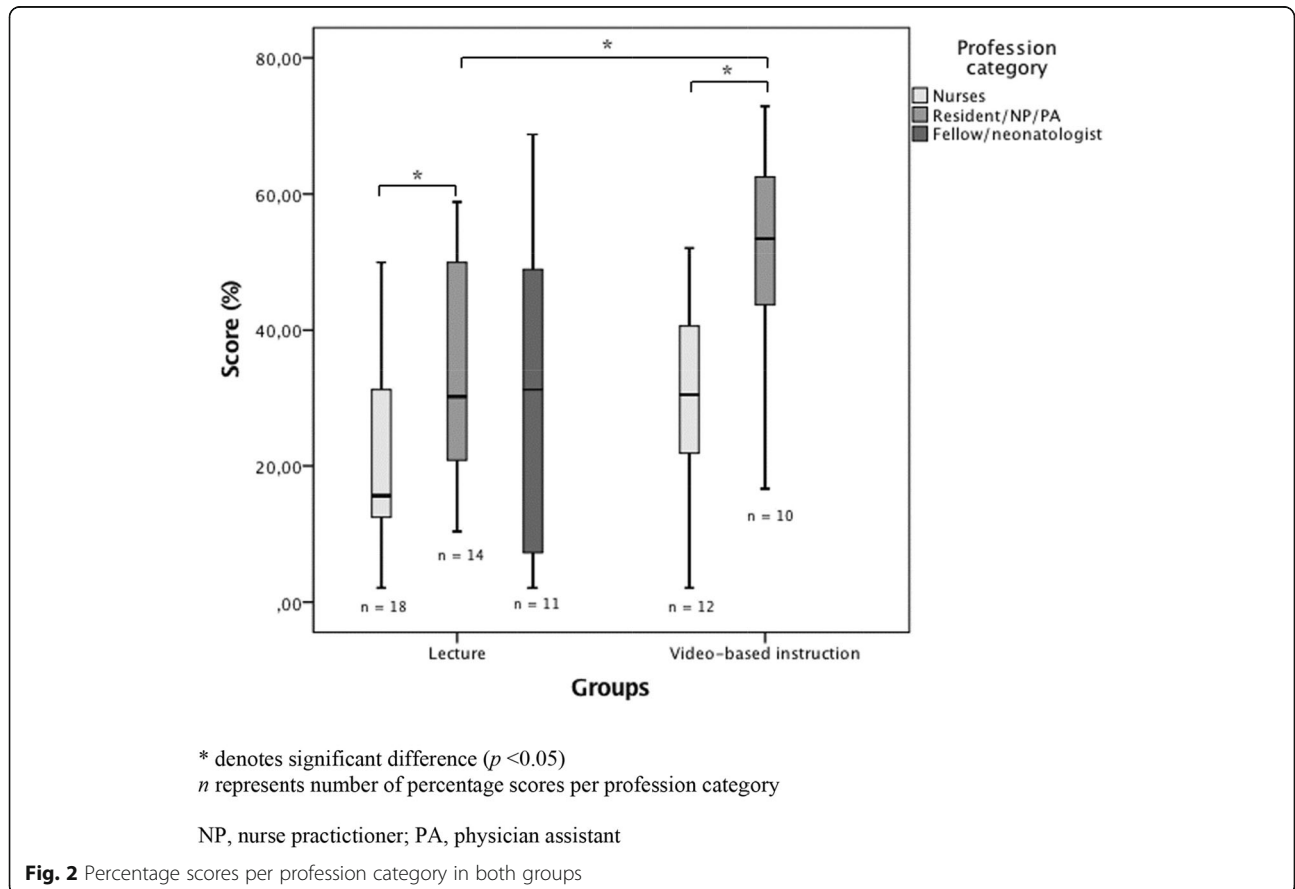 *
80,00
*
Profession
category
Nurses
Resident/NP/PA
Fellow/neonatologist
60,00
*
Score (%)
40,00
20,00
n = 10
n = 14
,00
n = 18
n = 11
n = 12
Lecture
Video-based instruction
Groups
* denotes significant difference (p <0.05)
n represents number of percentage scores per profession category
NP, nurse practictioner; PA, physician assistant
Fig. 2 Percentage scores per profession category in both groups